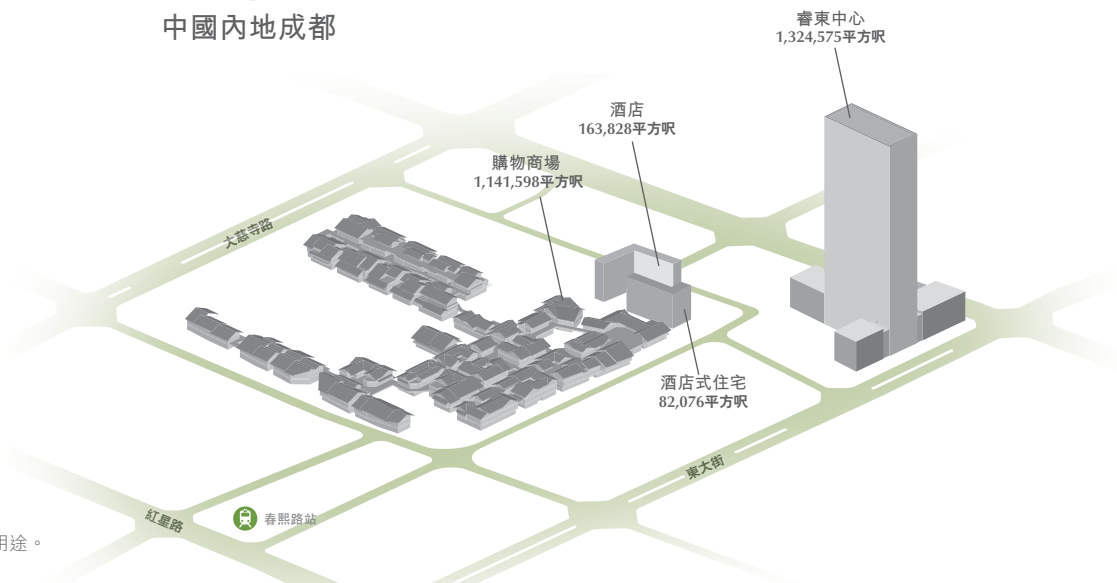 中國內地成都
睿東中心
1,324,575平方呎
酒店
163,828平方呎
購物商場
1,141,598平方呎
大慈寺路
酒店式住宅
82,076平方呎
東大街
紅星路
春熙路站
用途。